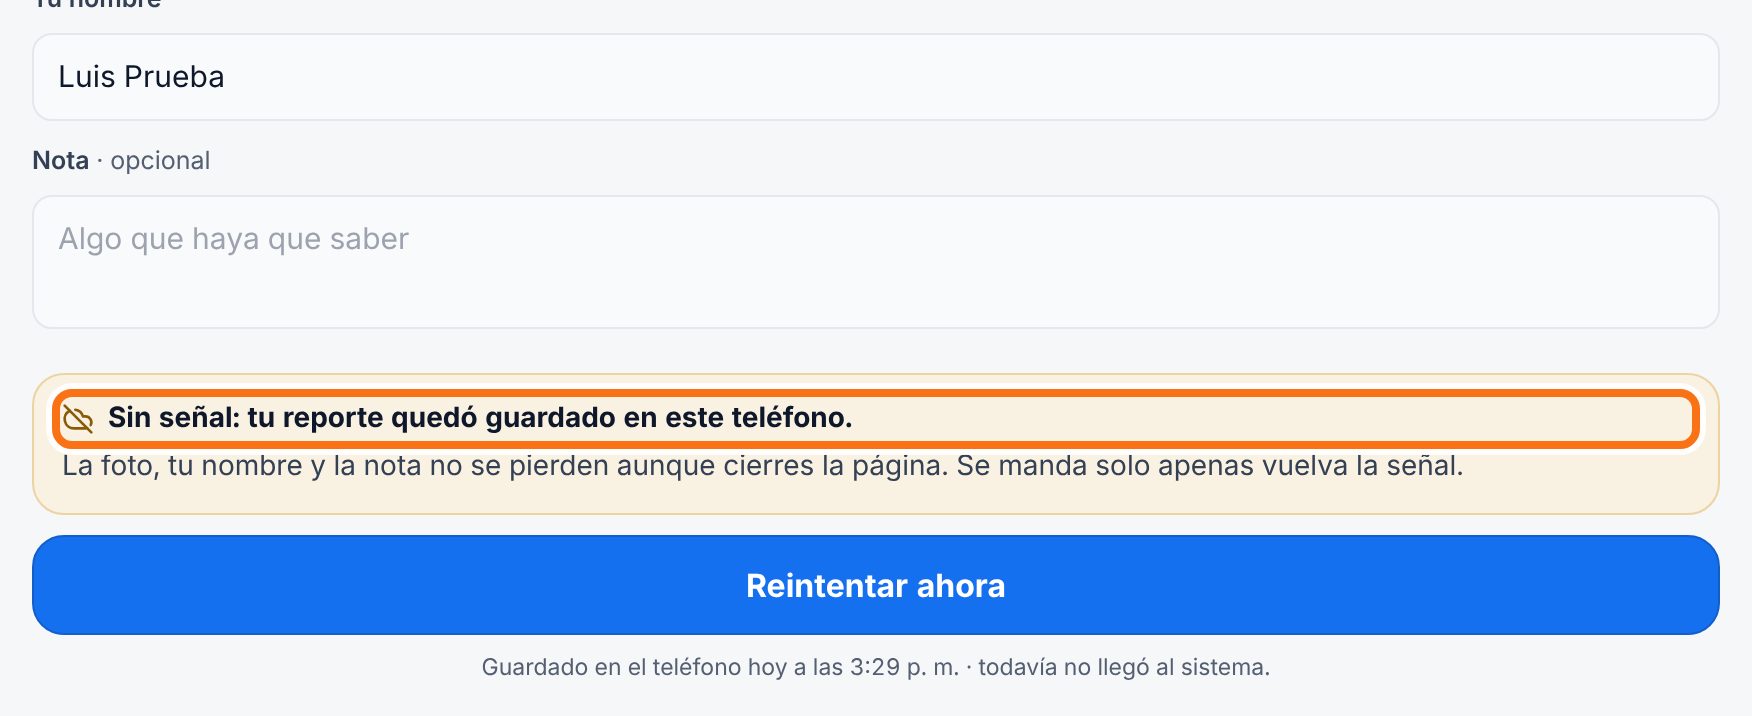 Tu nombre
Luis Prueba
Nota · opcional
Algo que haya que saber
Sin señal: tu reporte quedó guardado en este teléfono.
La foto, tu nombre y la nota no se pierden aunque cierres la página. Se manda solo apenas vuelva la señal.
Reintentar ahora
Guardado en el teléfono hoy a las 3:29 p. m. · todavía no llegó al sistema.